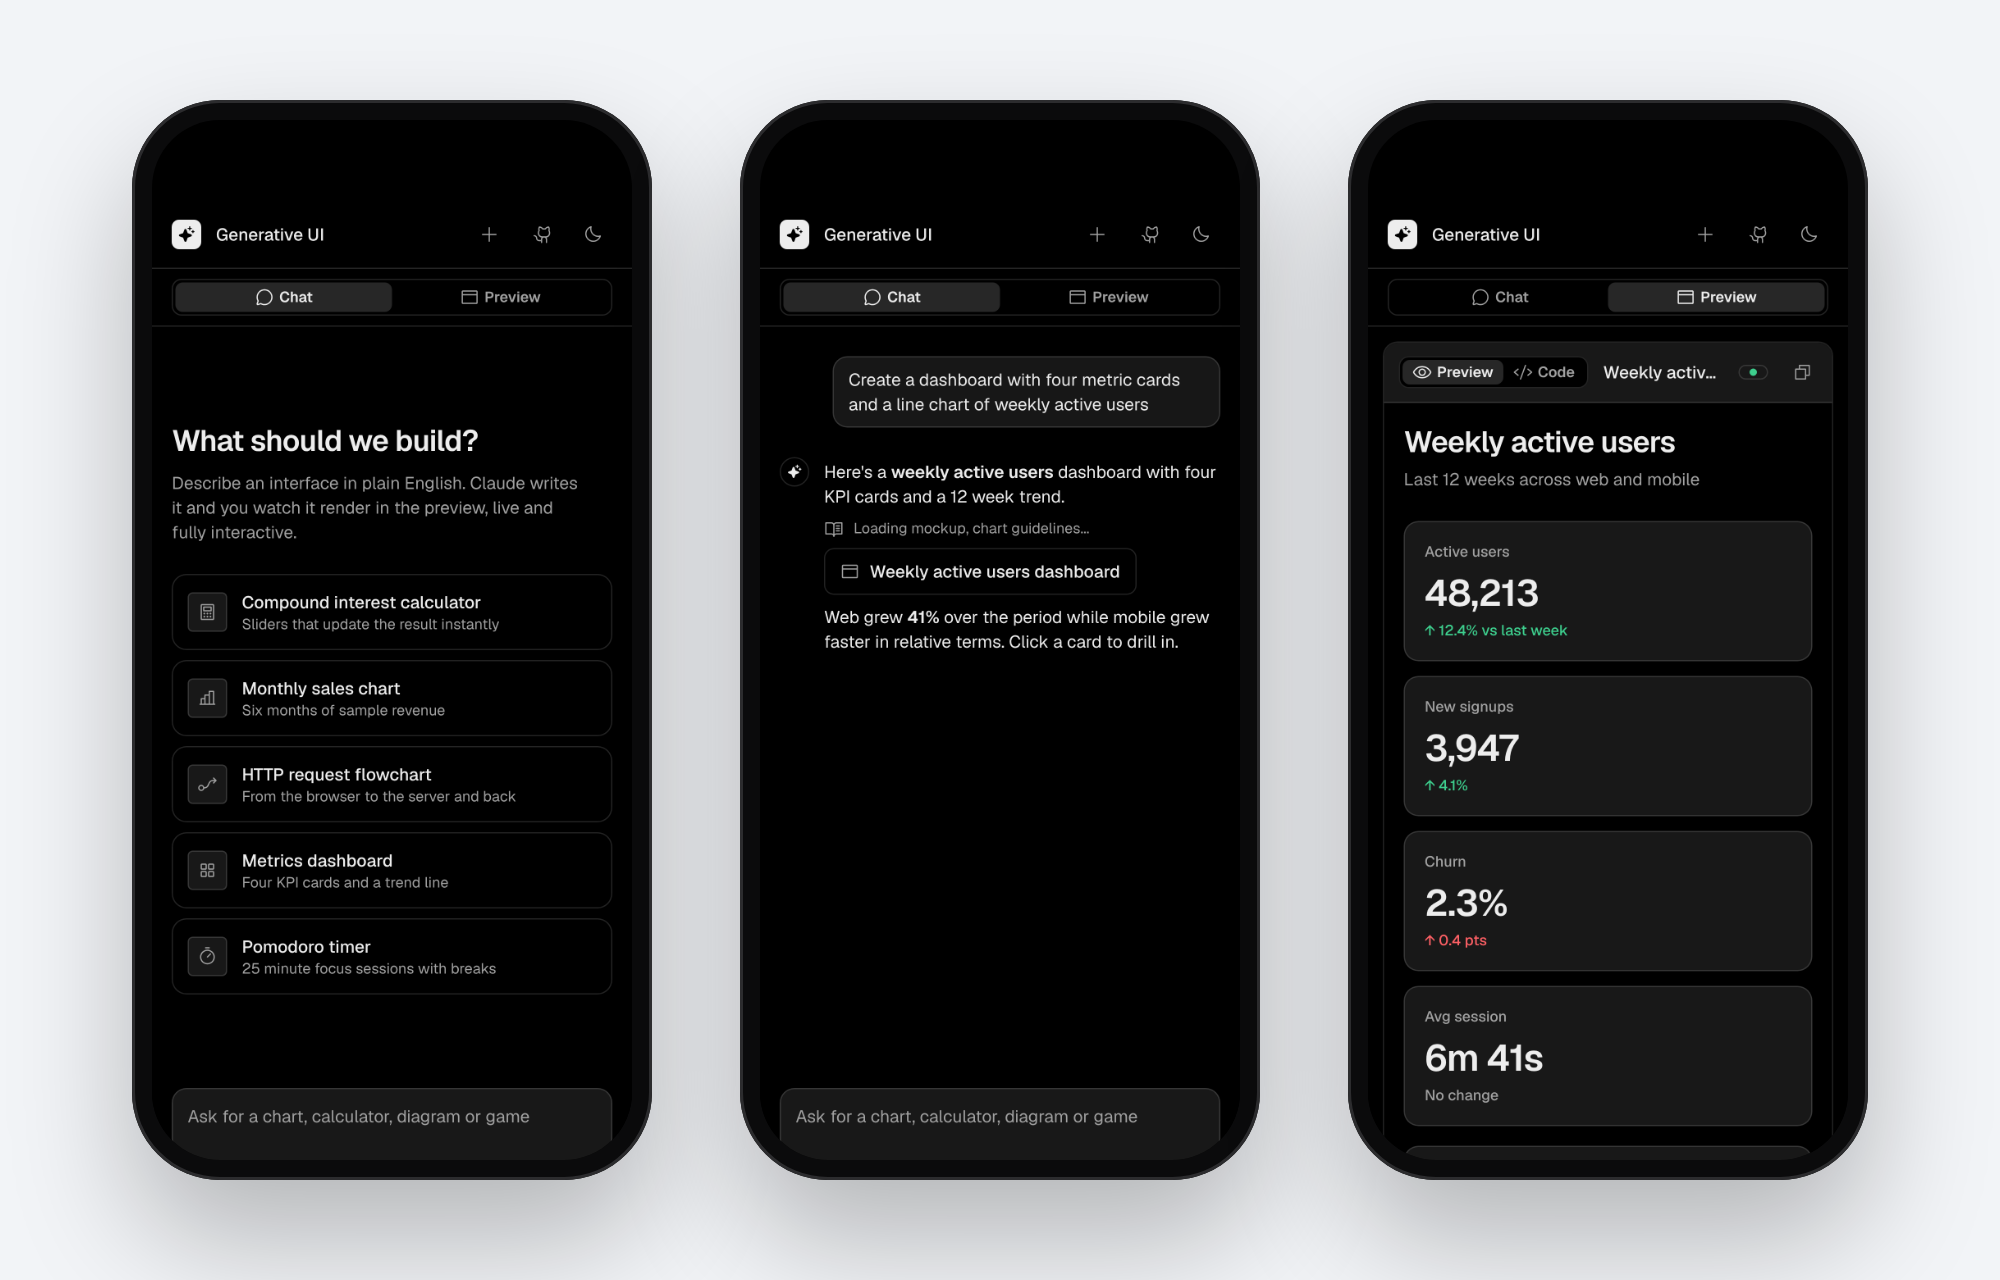 Generative UI
Chat
Preview
What should we build?
Describe an interface in plain English. Claude writes
it and you watch it render in the preview, live and
fully interactive.
Compound interest calculator
Sliders that update the result instantly
Monthly sales chart
Six months of sample revenue
HTTP request flowchart
From the browser to the server and back
Metrics dashboard
Four KPI cards and a trend line
Pomodoro timer
25 minute focus sessions with breaks
Ask for a chart, calculator, diagram or game
Generative UI
Chat
Preview
Create a dashboard with four metric cards
and a line chart of weekly active users
Here's a weekly active users dashboard with four
KPI cards and a 12 week trend.
Loading mockup, chart guidelines...
Weekly active users dashboard
Web grew 41% over the period while mobile grew
faster in relative terms. Click a card to drill in.
Ask for a chart, calculator, diagram or game
Generative UI
Chat
Preview
Preview
</> Code
Weekly activ...
Weekly active users
Last 12 weeks across web and mobile
Active users
48,213
↑ 12.4% vs last week
New signups
3,947
↑ 4.1%
Churn
2.3%
↑ 0.4 pts
Avg session
6m 41s
No change